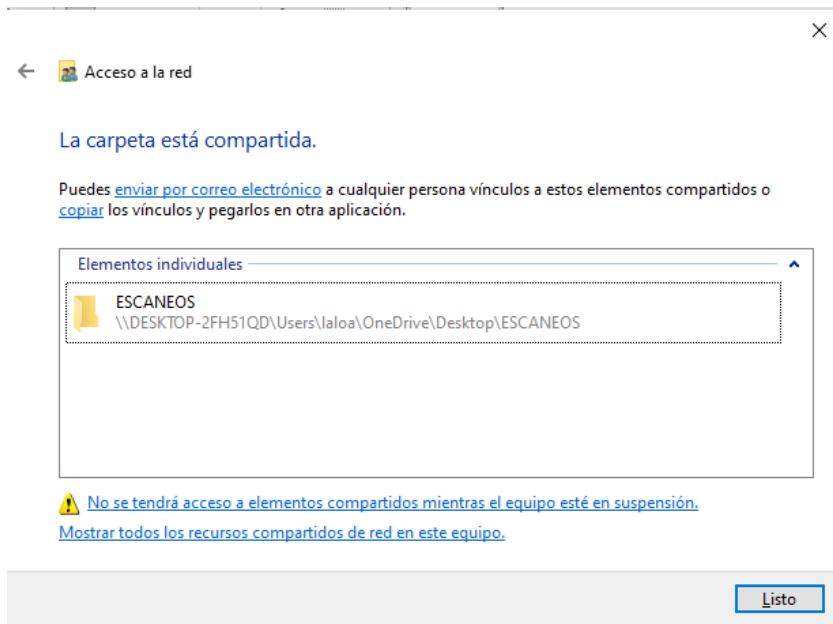 Acceso a la red
La carpeta está compartida.
Puedes enviar por correo electrónico a cualquier persona vínculos a estos elementos compartidos o
copiar los vínculos y pegarlos en otra aplicación.
Elementos individuales
ESCANEOS
\\DESKTOP-2FH51QD\Users\laloa\OneDrive\Desktop\ESCANEOS
No se tendrá acceso a elementos compartidos mientras el equipo esté en suspensión.
Mostrar todos los recursos compartidos de red en este equipo.
Listo